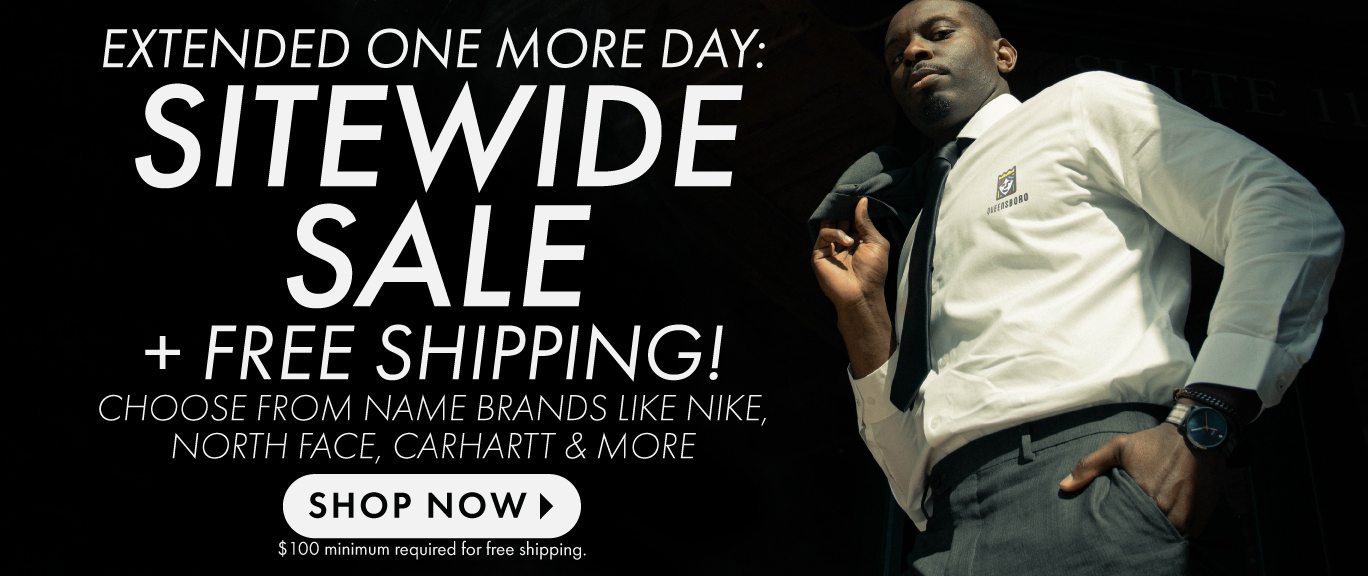 EXTENDED ONE MORE DAY:
SITEWIDE
SALE
+ FREE SHIPPING!
CHOOSE FROM NAME BRANDS LIKE NIKE,
NORTH FACE, CARHARTT & MORE
SHOP NOW
$100 minimum required for free shipping.
QUEENSBORO
SUITE